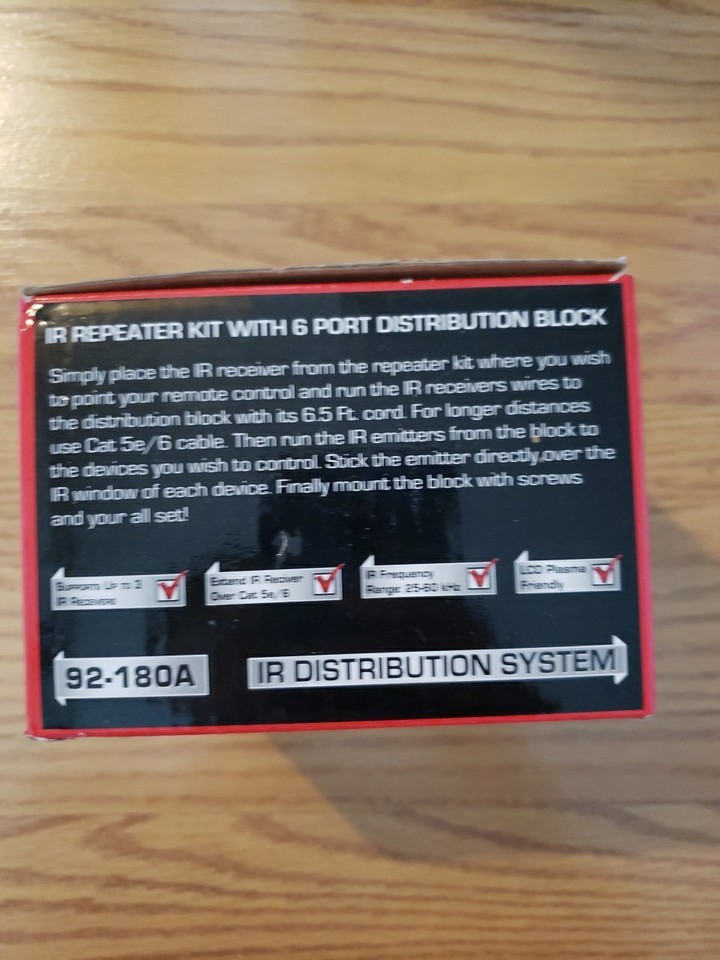 IR REPEATER KIT WITH 6 PORT DISTRIBUTION BLOCK
Simply place the IR receiver from the repeater kit where you wish
to point your remote control and run the IR receivers wires to
the distribution block with its 6.5 Ft. cord. For longer distances
use Cat 5e/6 cable. Then run the IR emitters from the block to
the devices you wish to control. Stick the emitter directly over the
IR window of each device. Finally mount the block with screws
and your all set!
Supports Up to 3
IR Receivers
Extend IR Reciver
Over Cat 5e/6
IR Frequency
Range 25-60 kHz
LCD Plasma
Friendly
92-180A
IR DISTRIBUTION SYSTEM